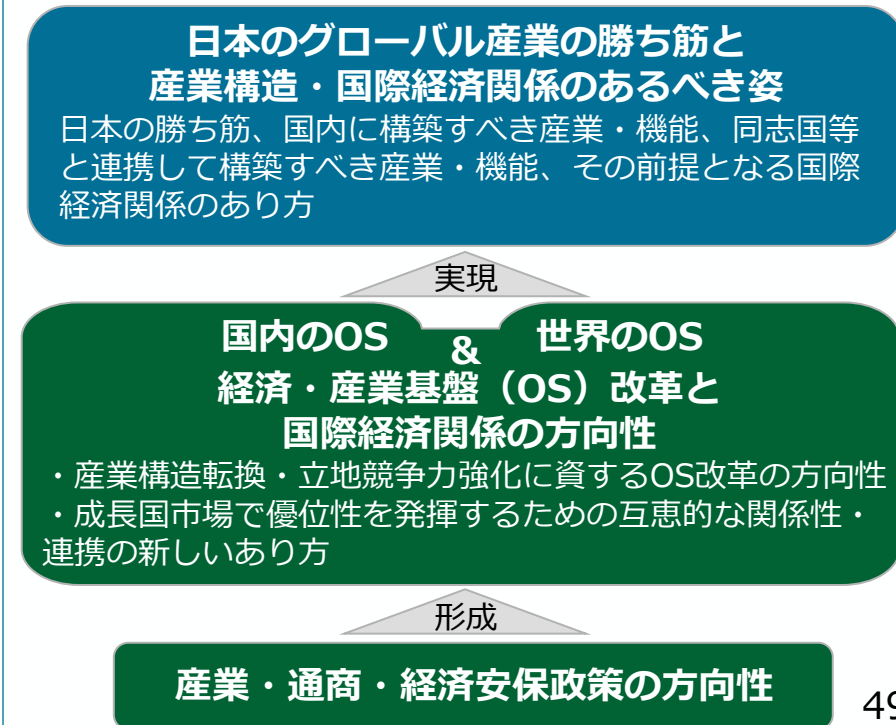 日本のグローバル産業の勝ち筋と
産業構造・国際経済関係のあるべき姿
日本の勝ち筋、国内に構築すべき産業・機能、同志国等
と連携して構築すべき産業・機能、その前提となる国際
経済関係のあり方
実現
国内のOS & 世界のOS
経済・産業基盤（OS）改革と
国際経済関係の方向性
・産業構造転換・立地競争力強化に資するOS改革の方向性
・成長国市場で優位性を発揮するための互恵的な関係性・
連携の新しいあり方
形成
産業・通商・経済安保政策の方向性
49